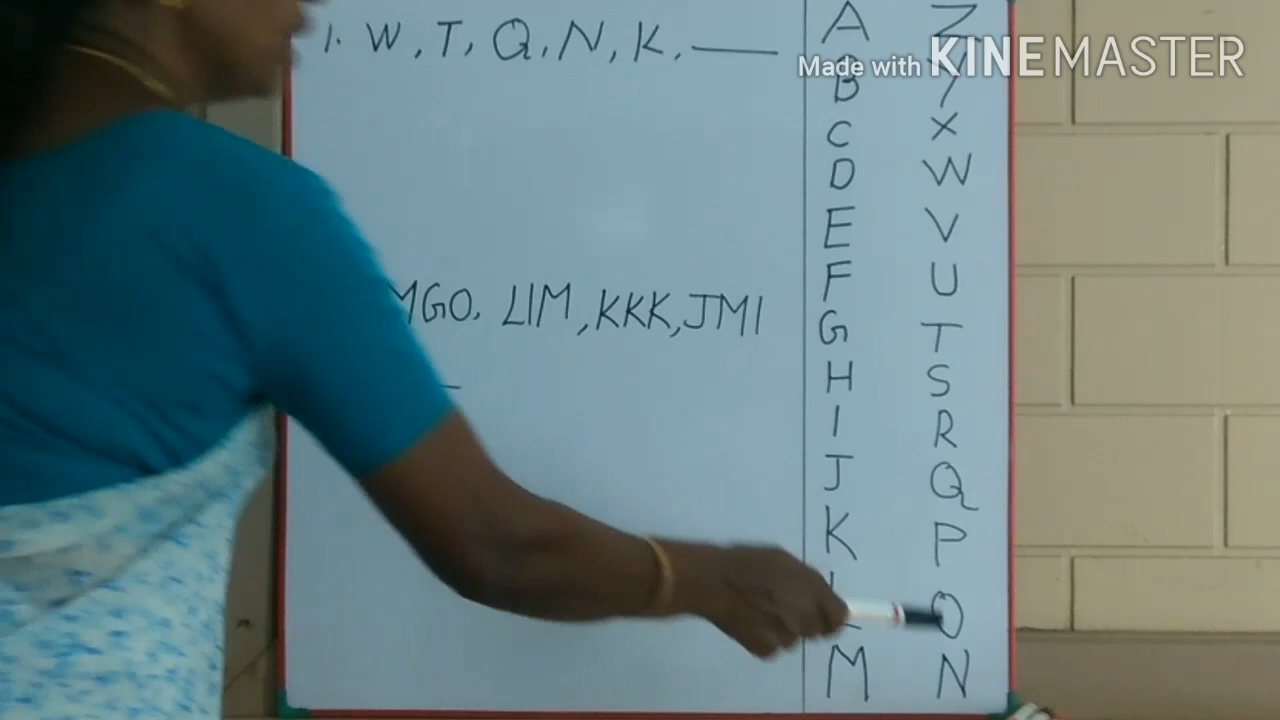 1. W, T, Q, N, K, ___
MGO, LIM, KKK, JMI
A Z
B Y
C X
D W
E V
F U
G T
H S
I R
J Q
K P
L O
M N
Made with KINEMASTER